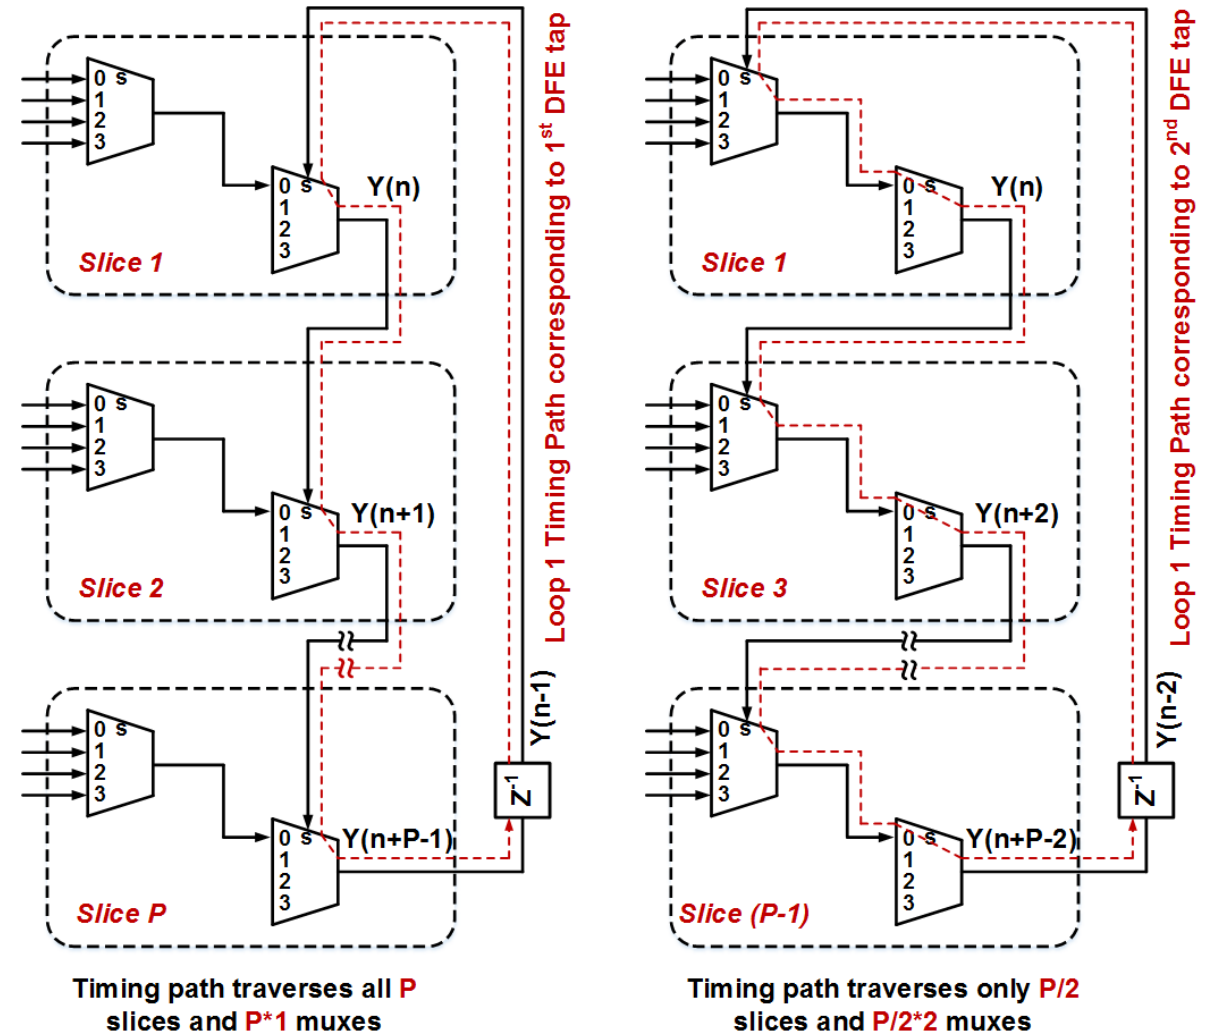 0 s
1
2
3
0
s
1
2
3
Y(n)
Slice 1
0 s
1
2
3
0
s
1
2
3
Y(n+1)
Slice 2
0 s
1
2
3
0
s
1
2
3
Y(n+P-1)
Slice P
Z-1
Y(n-1)
Loop 1 Timing Path corresponding to 1st DFE tap
Timing path traverses all P
slices and P*1 muxes
0 s
1
2
3
0 s
1
2
3
Y(n)
Slice 1
0 s
1
2
3
0 s
1
2
3
Y(n+2)
Slice 3
0 s
1
2
3
0 s
1
2
3
Y(n+P-2)
Slice (P-1)
Z-1
Y(n-2)
Loop 1 Timing Path corresponding to 2nd DFE tap
Timing path traverses only P/2
slices and P/2*2 muxes